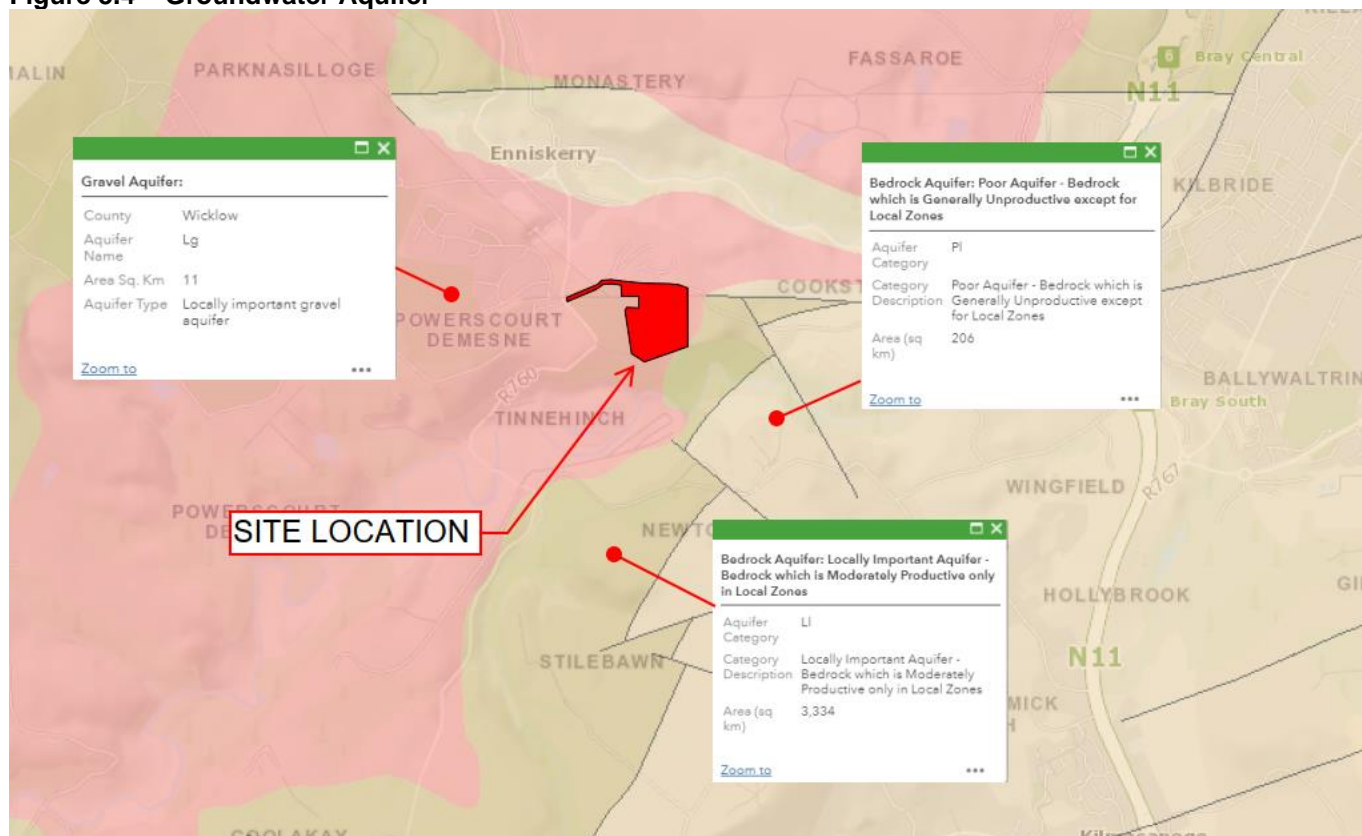 Figure 5.4 – Groundwater Aquifer
PARKNASILLOGE
MONASTERY
FASSAROE
6 Bray Central
N11
Enniskerry
KILBRIDE
Gravel Aquifer:
County Wicklow
Aquifer Name Lg
Area Sq. Km 11
Aquifer Type Locally important gravel
aquifer
Zoom to
Bedrock Aquifer: Poor Aquifer - Bedrock
which is Generally Unproductive except for
Local Zones
Aquifer Category Pl
Category Description Poor Aquifer - Bedrock which is
Generally Unproductive except
for Local Zones
Area (sq km) 206
Zoom to
POWERSCOURT
DEMESNE
R760
TINNEHINCH
BALLYWALTRIN
Bray South
WINGFIELD
R767
SITE LOCATION
Bedrock Aquifer: Locally Important Aquifer -
Bedrock which is Moderately Productive only
in Local Zones
Aquifer Category Ll
Category Description Locally Important Aquifer -
Bedrock which is Moderately
Productive only in Local Zones
Area (sq km) 3,334
Zoom to
HOLLYBROOK
STILEBAWN
N11